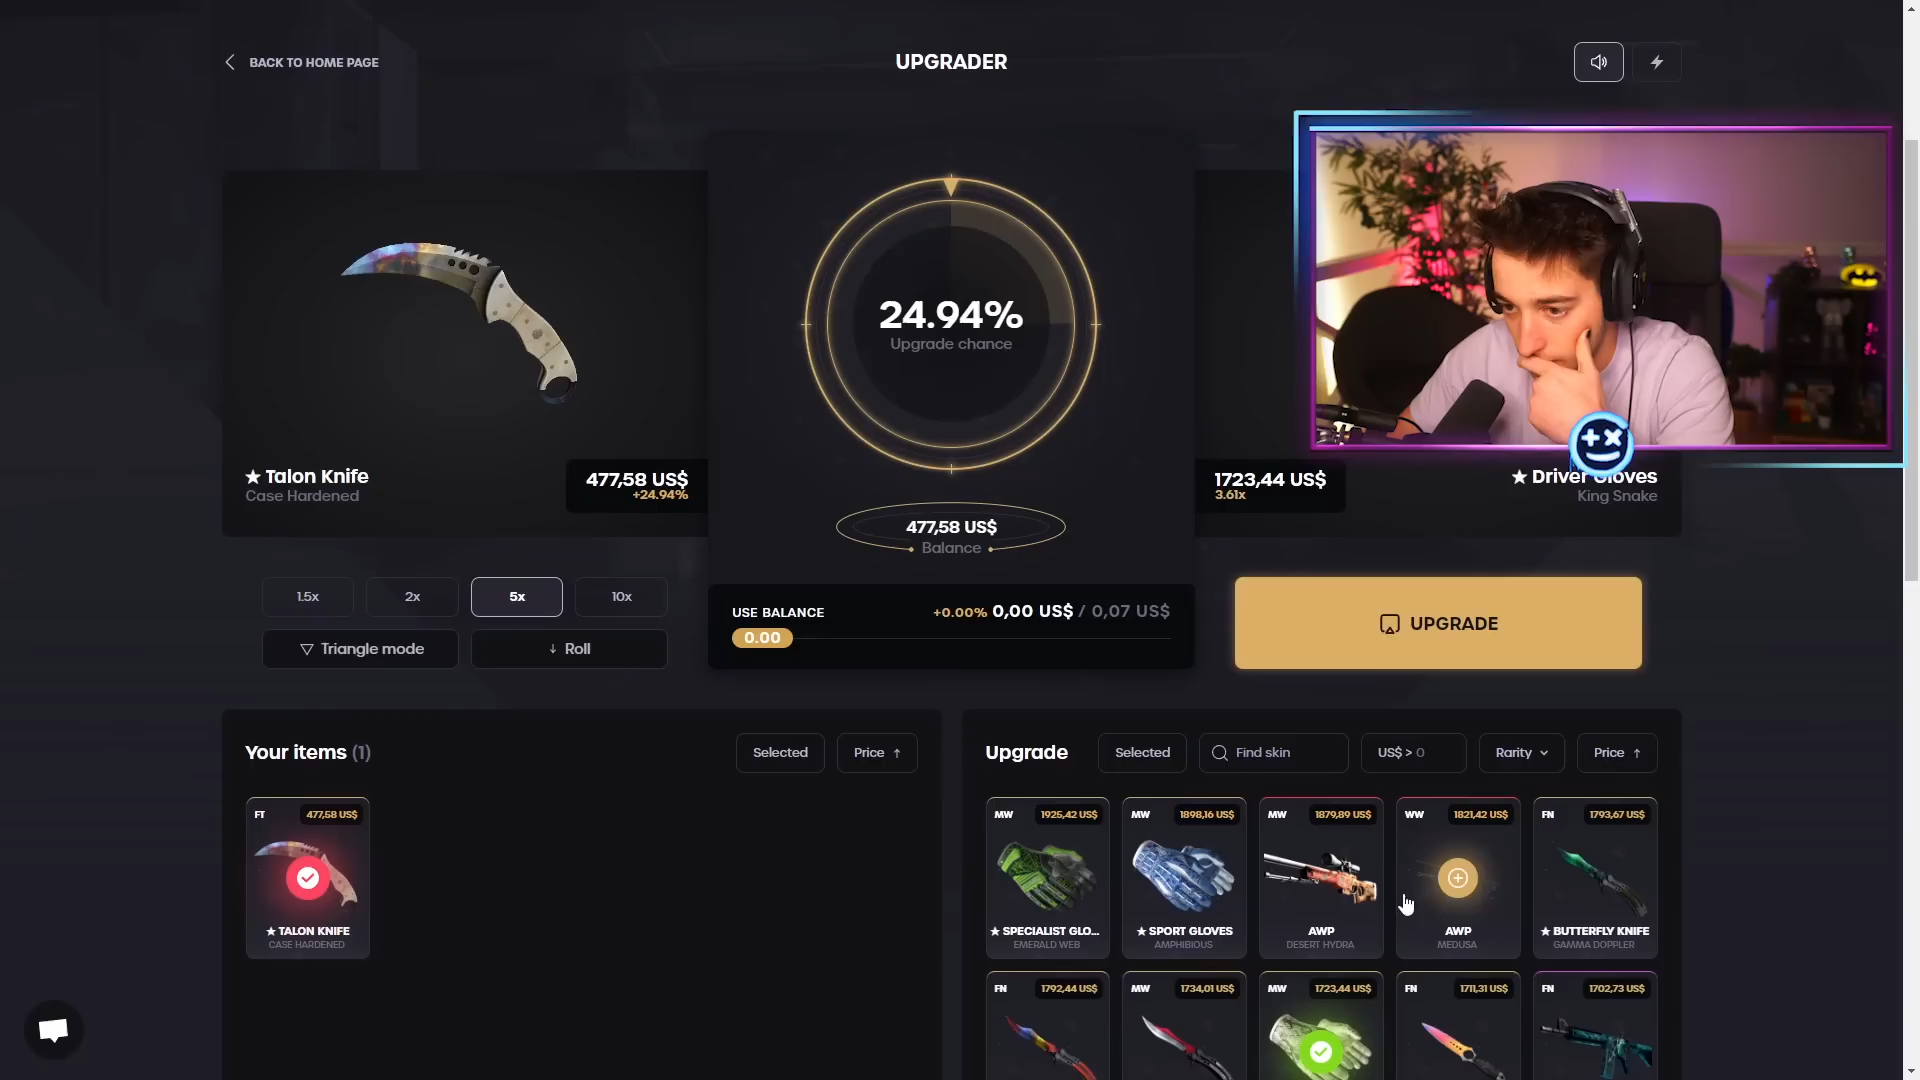 BACK TO HOME PAGE
UPGRADER
24.94%
Upgrade chance
★ Talon Knife
Case Hardened
477,58 US$
+24.94%
1723,44 US$
3.61x
★ Driver Gloves
King Snake
477,58 US$
Balance
1.5x
2x
5x
10x
Triangle mode
Roll
USE BALANCE
+0.00% 0,00 US$ / 0,07 US$
0.00
UPGRADE
Your items (1)
Selected
Price
FT
477,58 US$
★ TALON KNIFE
CASE HARDENED
Upgrade
Selected
Find skin
US$ > 0
Rarity
Price
MW
1925,42 US$
★ SPECIALIST GLO...
EMERALD WEB
MW
1898,16 US$
★ SPORT GLOVES
AMPHIBIOUS
MW
1879,89 US$
AWP
DESERT HYDRA
WW
1821,42 US$
AWP
MEDUSA
FN
1793,67 US$
★ BUTTERFLY KNIFE
GAMMA DOPPLER
FN
1792,44 US$
MW
1734,01 US$
MW
1723,44 US$
FN
1711,31 US$
FN
1702,73 US$